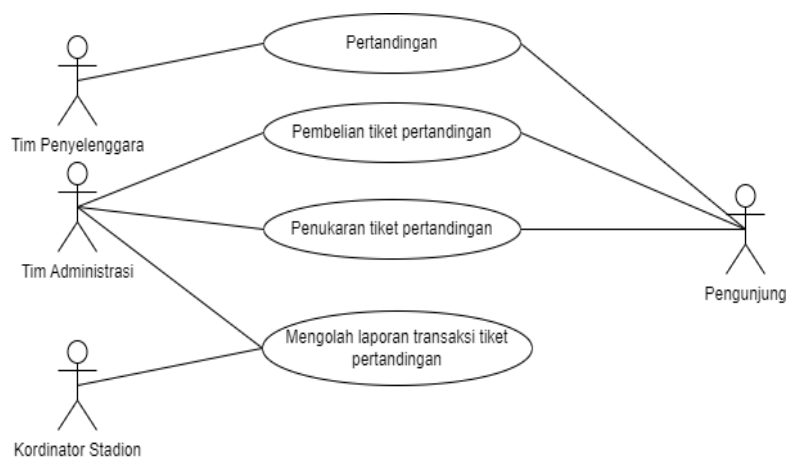 Pertandingan
Tim Penyelenggara
Pembelian tiket pertandingan
Penukaran tiket pertandingan
Tim Administrasi
Pengunjung
Mengolah laporan transaksi tiket
pertandingan
Kordinator Stadion